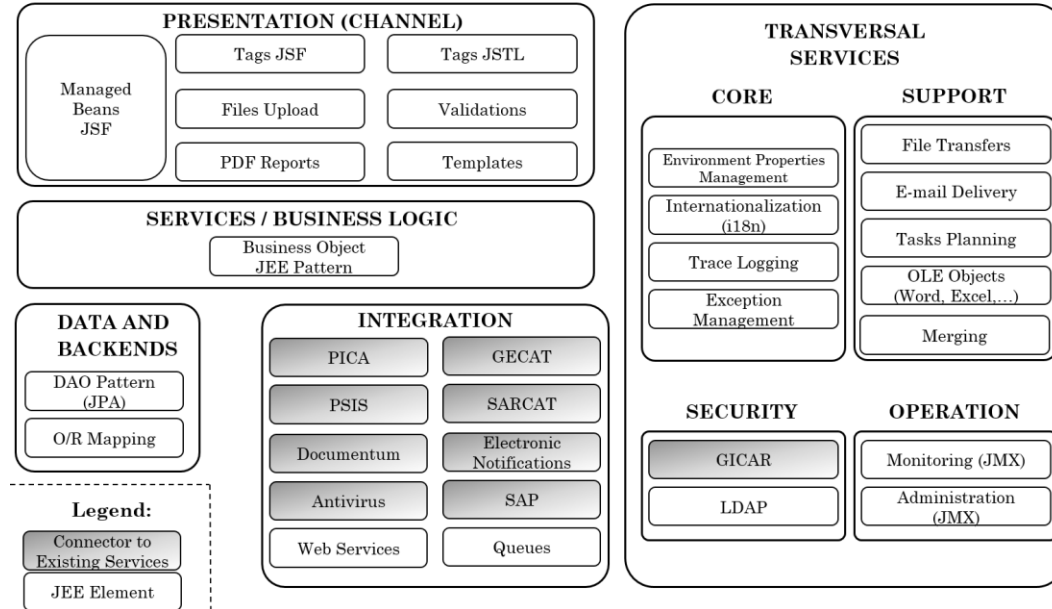 PRESENTATION (CHANNEL)
Managed
Beans
JSF
Tags JSF
Tags JSTL
Files Upload
Validations
PDF Reports
Templates
SERVICES / BUSINESS LOGIC
Business Object
JEE Pattern
DATA AND
BACKENDS
DAO Pattern
(JPA)
O/R Mapping
INTEGRATION
PICA
GECAT
PSIS
SARCAT
Documentum
Electronic
Notifications
Antivirus
SAP
Web Services
Queues
Legend:
Connector to
Existing Services
JEE Element
TRANSVERSAL
SERVICES
CORE
Environment Properties
Management
Internationalization
(i18n)
Trace Logging
Exception
Management
SUPPORT
File Transfers
E-mail Delivery
Tasks Planning
OLE Objects
(Word, Excel,...)
Merging
SECURITY
GICAR
LDAP
OPERATION
Monitoring (JMX)
Administration
(JMX)